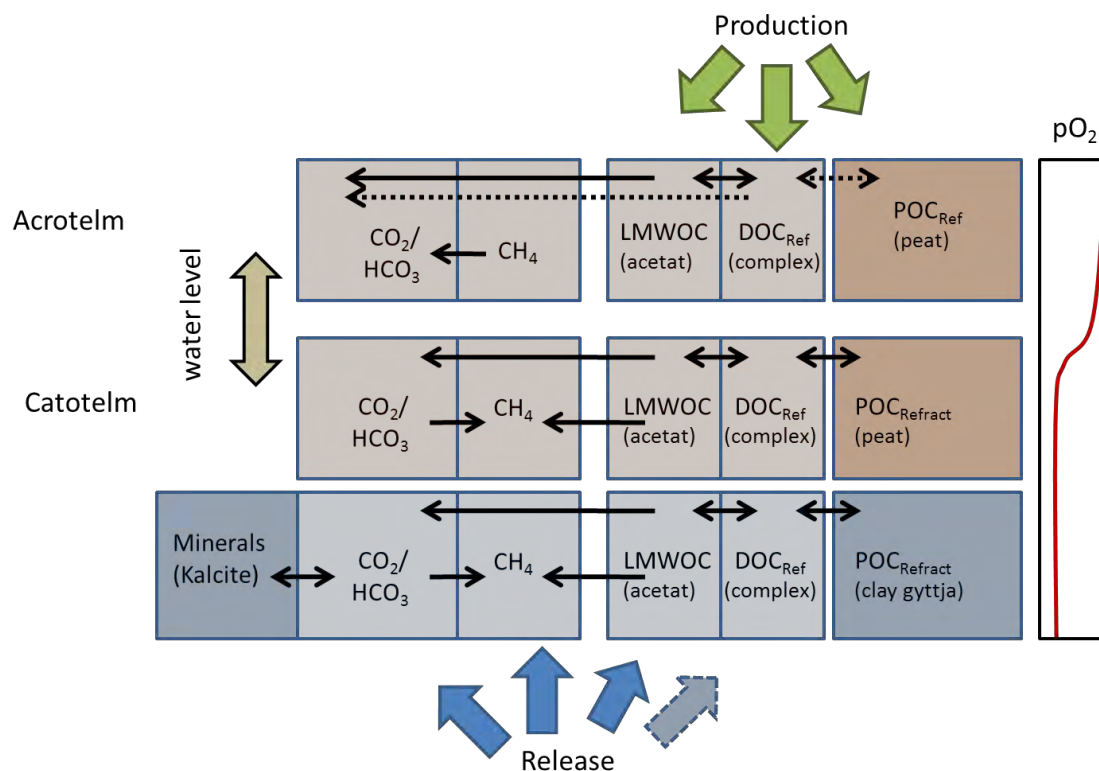 Production
pO2
Acrotelm
CO2/
HCO3
CH4
LMWOC
(acetat)
DOCRef
(complex)
POCRef
(peat)
water level
Catotelm
CO2/
HCO3
CH4
LMWOC
(acetat)
DOCRef
(complex)
POCRefract
(peat)
Minerals
(Kalcite)
CO2/
HCO3
CH4
LMWOC
(acetat)
DOCRef
(complex)
POCRefract
(clay gyttja)
Release